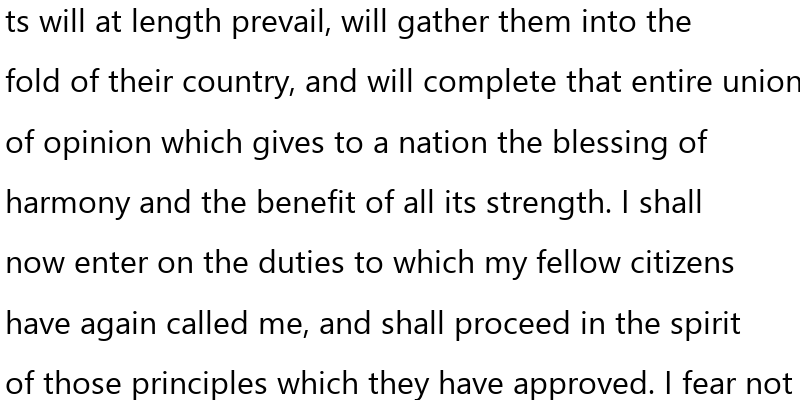 ts will at length prevail, will gather them into the
fold of their country, and will complete that entire union
of opinion which gives to a nation the blessing of
harmony and the benefit of all its strength. I shall
now enter on the duties to which my fellow citizens
have again called me, and shall proceed in the spirit
of those principles which they have approved. I fear not